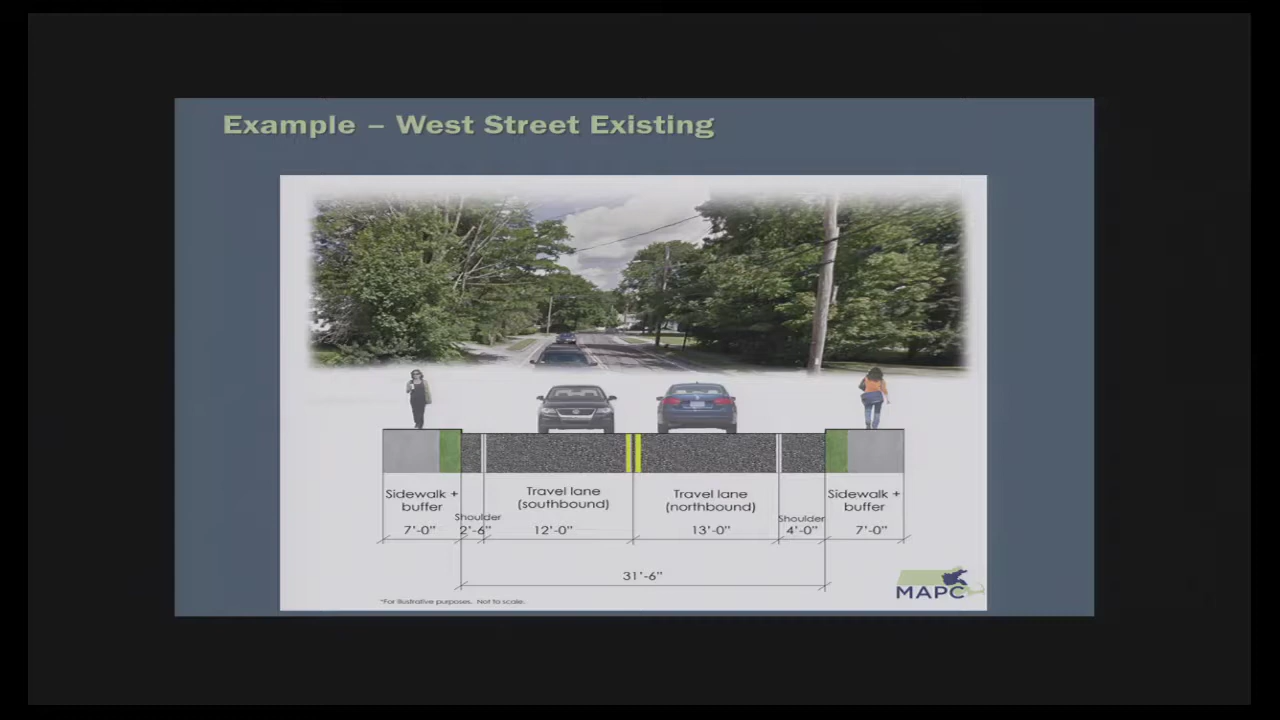 Example – West Street Existing
Sidewalk +
buffer
7'-0"
Shoulder
2'-6"
Travel lane
(southbound)
12'-0"
Travel lane
(northbound)
13'-0"
Shoulder
4'-0"
Sidewalk +
buffer
7'-0"
31'-6"
*For illustrative purposes. Not to scale.
MAPC